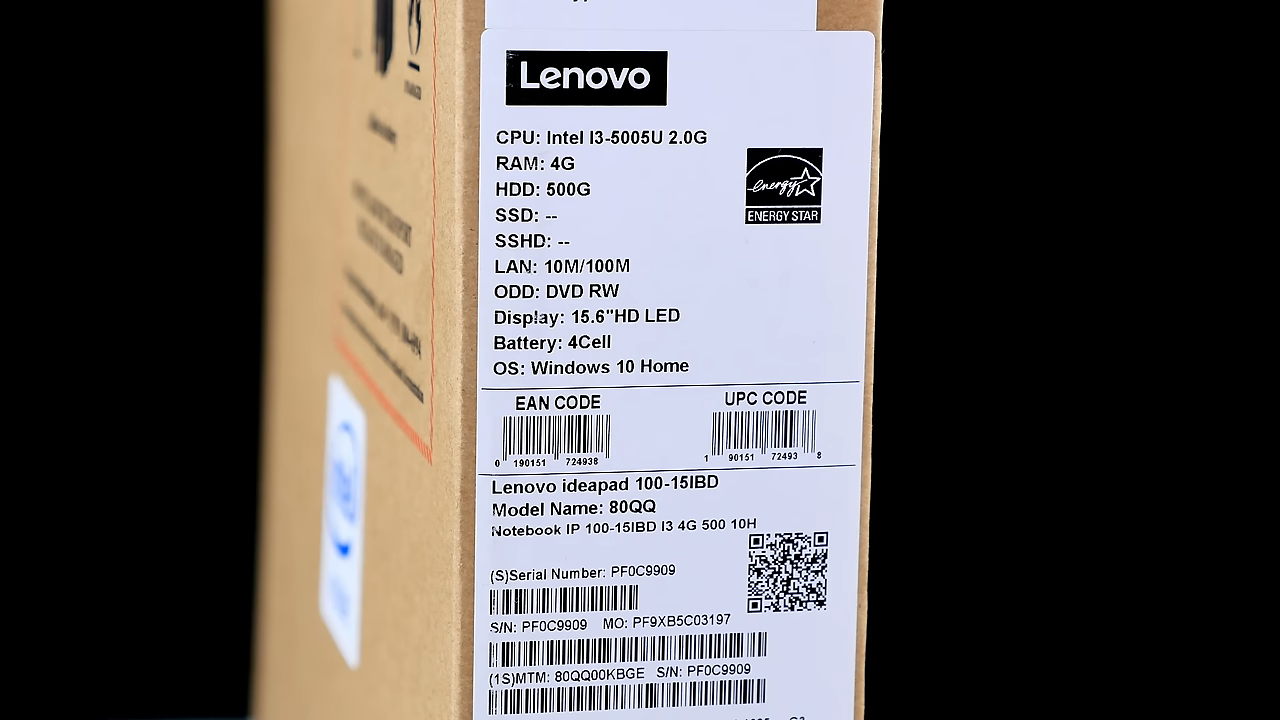 Lenovo
CPU: Intel I3-5005U 2.0G
RAM: 4G
HDD: 500G
SSD: --
SSHD: --
LAN: 10M/100M
ODD: DVD RW
Display: 15.6"HD LED
Battery: 4Cell
OS: Windows 10 Home
energy
ENERGY STAR
EAN CODE
0 190151 724938
UPC CODE
1 90151 72493 8
Lenovo ideapad 100-15IBD
Model Name: 80QQ
Notebook IP 100-15IBD I3 4G 500 10H
(S)Serial Number: PF0C9909
S/N: PF0C9909 MO: PF9XB5C03197
(1S)MTM: 80QQ00KBGE S/N: PF0C9909